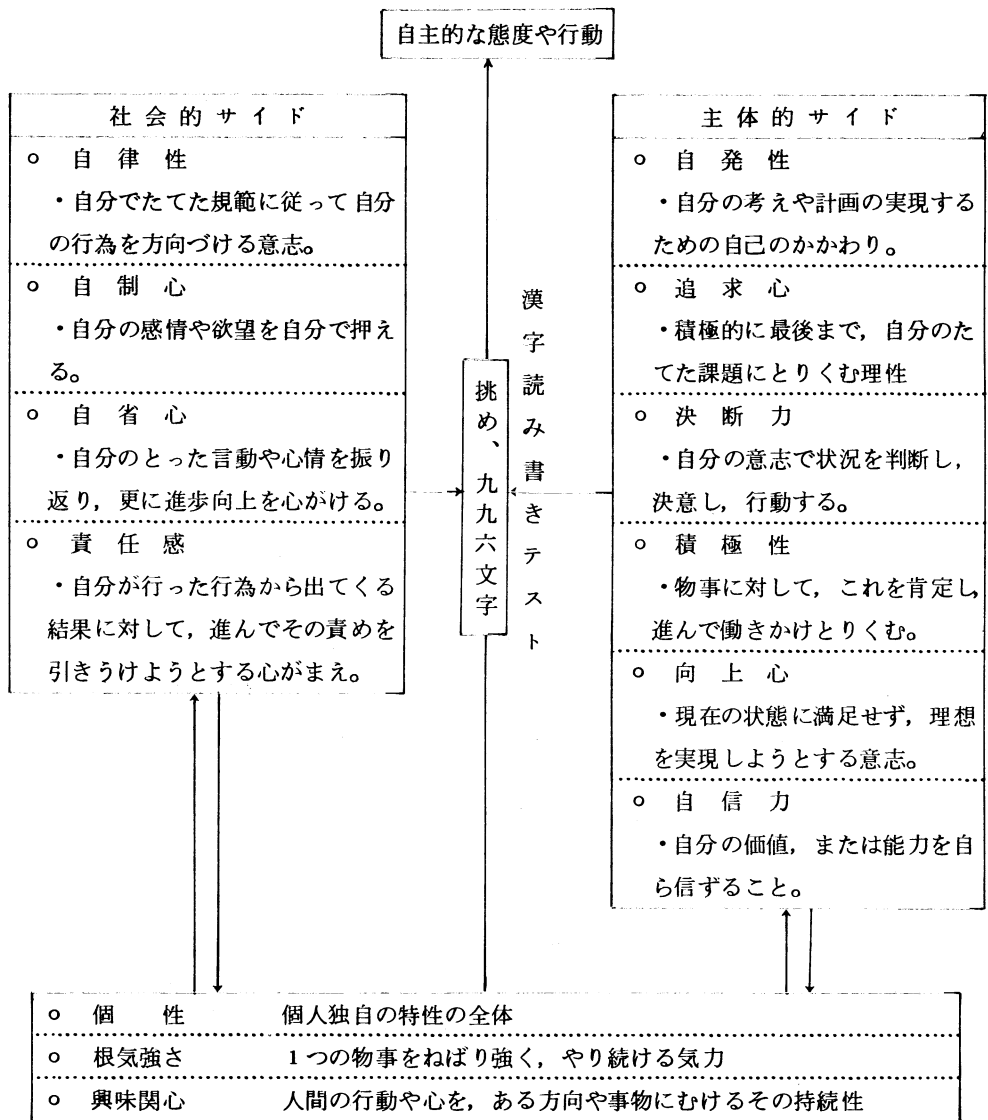 自主的な態度や行動
社会的サイド
○ 自律性
・自分でたてた規範に従って自分
の行為を方向づける意志。
○ 自制心
・自分の感情や欲望を自分で押え
る。
○ 自省心
・自分のとった言動や心情を振り
返り，更に進歩向上を心がける。
○ 責任感
・自分が行った行為から出てくる
結果に対して，進んでその責めを
引きうけようとする心がまえ。
漢字読み書きテスト
挑め、九九六文字
主体的サイド
○ 自発性
・自分の考えや計画の実現する
ための自己のかかわり。
○ 追求心
・積極的に最後まで，自分のた
てた課題にとりくむ理性
○ 決断力
・自分の意志で状況を判断し，
決意し，行動する。
○ 積極性
・物事に対して，これを肯定し，
進んで働きかけとりくむ。
○ 向上心
・現在の状態に満足せず，理想
を実現しようとする意志。
○ 自信力
・自分の価値，または能力を自
ら信ずること。
○ 個性 個人独自の特性の全体
○ 根気強さ 1つの物事をねばり強く，やり続ける気力
○ 興味関心 人間の行動や心を，ある方向や事物にむけるその持続性